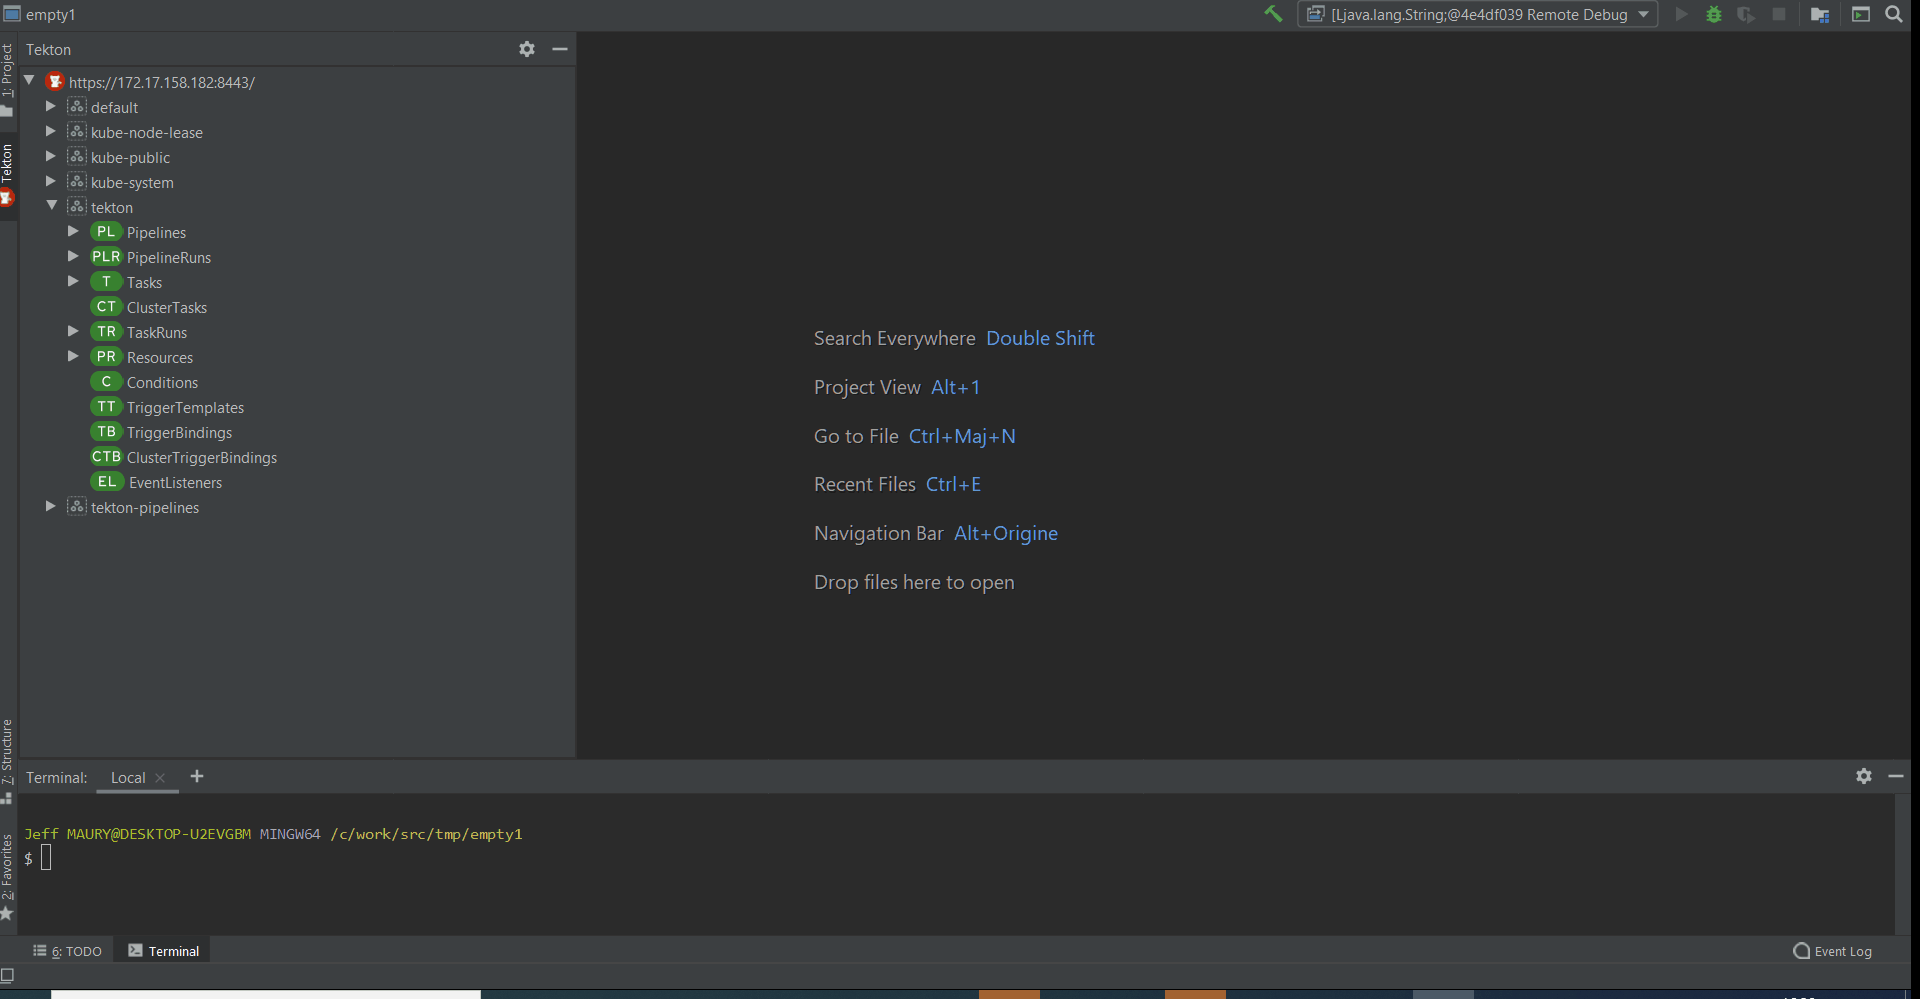 empty1
[Ljava.lang.String;@4e4df039 Remote Debug
1: Project
Tekton
7: Structure
2: Favorites
Tekton
https://172.17.158.182:8443/
default
kube-node-lease
kube-public
kube-system
tekton
PL Pipelines
PLR PipelineRuns
T Tasks
CT ClusterTasks
TR TaskRuns
PR Resources
C Conditions
TT TriggerTemplates
TB TriggerBindings
CTB ClusterTriggerBindings
EL EventListeners
tekton-pipelines
Search Everywhere Double Shift
Project View Alt+1
Go to File Ctrl+Maj+N
Recent Files Ctrl+E
Navigation Bar Alt+Origine
Drop files here to open
Terminal: Local
Jeff MAURY@DESKTOP-U2EVGBM MINGW64 /c/work/src/tmp/empty1
$
6: TODO Terminal Event Log